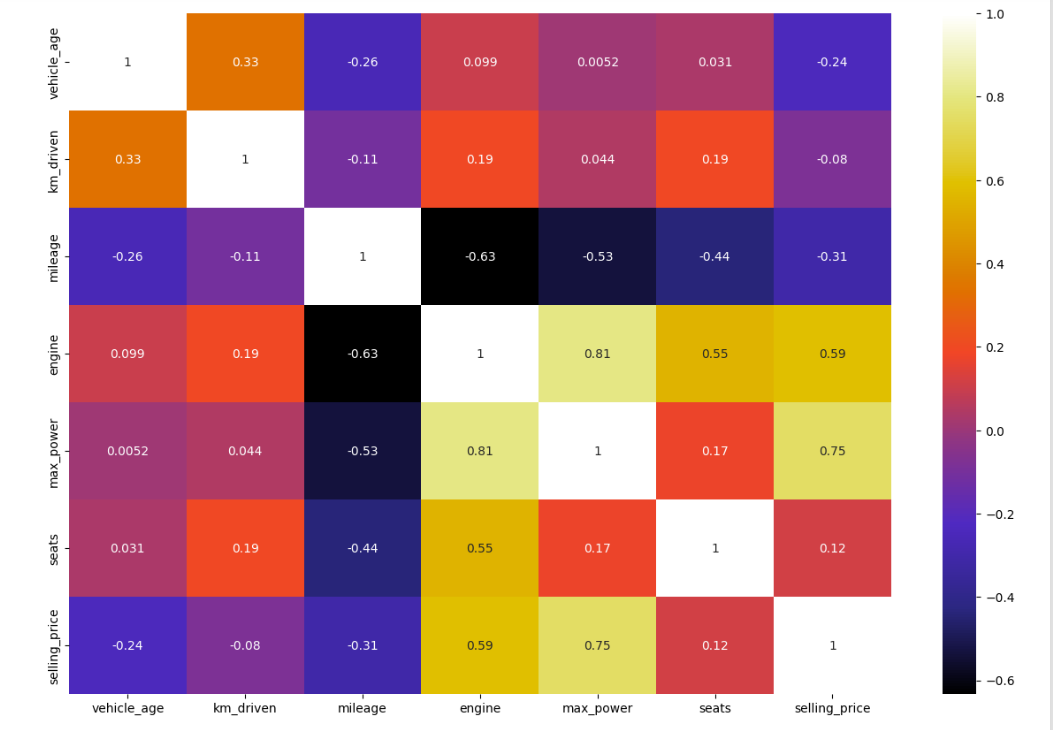 vehicle_age 1 0.33 -0.26 0.099 0.0052 0.031 -0.24
km_driven 0.33 1 -0.11 0.19 0.044 0.19 -0.08
mileage -0.26 -0.11 1 -0.63 -0.53 -0.44 -0.31
engine 0.099 0.19 -0.63 1 0.81 0.55 0.59
max_power 0.0052 0.044 -0.53 0.81 1 0.17 0.75
seats 0.031 0.19 -0.44 0.55 0.17 1 0.12
selling_price -0.24 -0.08 -0.31 0.59 0.75 0.12 1
vehicle_age km_driven mileage engine max_power seats selling_price
1.0
0.8
0.6
0.4
0.2
0.0
−0.2
−0.4
−0.6